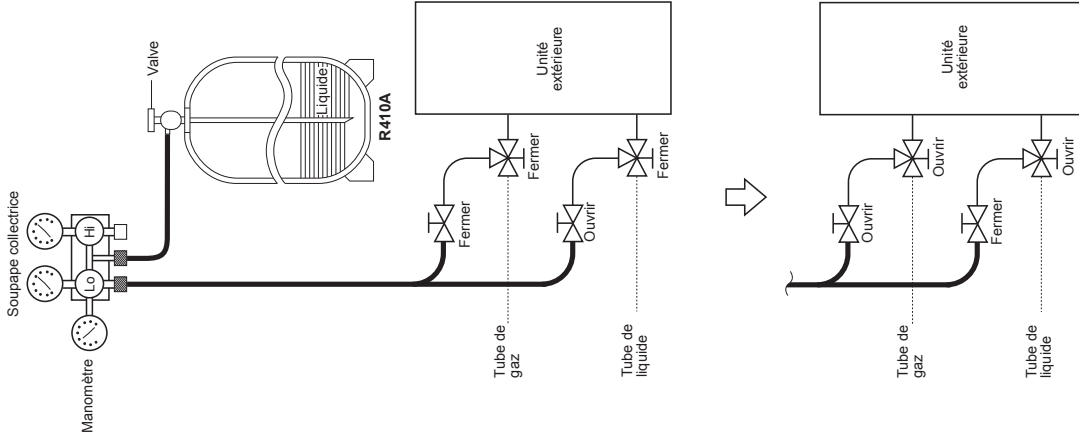 Soupape collectrice
Manomètre
Lo
Hi
Valve
Liquide
R410A
Unité
extérieure
Fermer
Fermer
Ouvrir
Fermer
Tube de
gaz
Tube de
liquide
Unité
extérieure
Ouvrir
Ouvrir
Fermer
Ouvrir
Tube de
gaz
Tube de
liquide